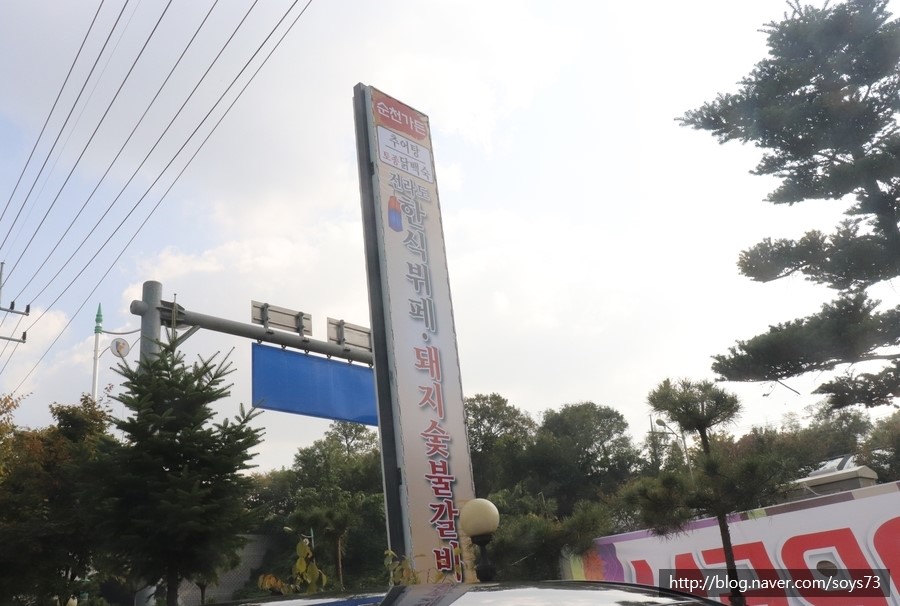 순천가든
추어탕
토종닭백숙
전라도
한식뷔페·돼지숯불갈비
http://blog.naver.com/soys73